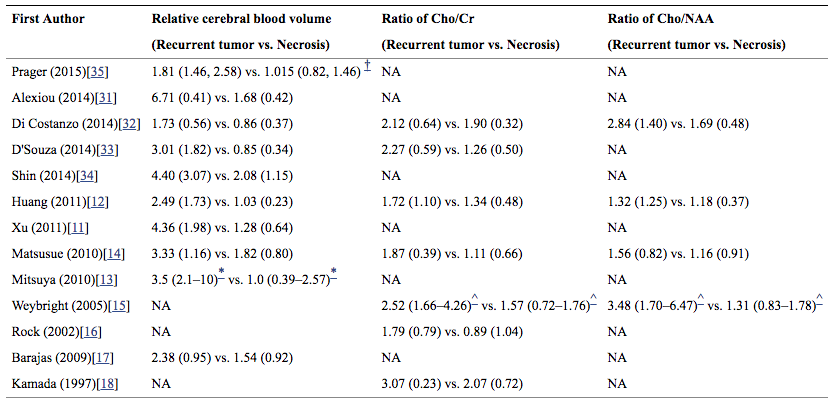 First Author Relative cerebral blood volume Ratio of Cho/Cr Ratio of Cho/NAA
(Recurrent tumor vs. Necrosis) (Recurrent tumor vs. Necrosis) (Recurrent tumor vs. Necrosis)
Prager (2015)[35] 1.81 (1.46, 2.58) vs. 1.015 (0.82, 1.46) † NA NA
Alexiou (2014)[31] 6.71 (0.41) vs. 1.68 (0.42) NA NA
Di Costanzo (2014)[32] 1.73 (0.56) vs. 0.86 (0.37) 2.12 (0.64) vs. 1.90 (0.32) 2.84 (1.40) vs. 1.69 (0.48)
D'Souza (2014)[33] 3.01 (1.82) vs. 0.85 (0.34) 2.27 (0.59) vs. 1.26 (0.50) NA
Shin (2014)[34] 4.40 (3.07) vs. 2.08 (1.15) NA NA
Huang (2011)[12] 2.49 (1.73) vs. 1.03 (0.23) 1.72 (1.10) vs. 1.34 (0.48) 1.32 (1.25) vs. 1.18 (0.37)
Xu (2011)[11] 4.36 (1.98) vs. 1.28 (0.64) NA NA
Matsusue (2010)[14] 3.33 (1.16) vs. 1.82 (0.80) 1.87 (0.39) vs. 1.11 (0.66) 1.56 (0.82) vs. 1.16 (0.91)
Mitsuya (2010)[13] 3.5 (2.1–10)* vs. 1.0 (0.39–2.57)* NA NA
Weybright (2005)[15] NA 2.52 (1.66–4.26)^ vs. 1.57 (0.72–1.76)^ 3.48 (1.70–6.47)^ vs. 1.31 (0.83–1.78)^
Rock (2002)[16] NA 1.79 (0.79) vs. 0.89 (1.04) NA
Barajas (2009)[17] 2.38 (0.95) vs. 1.54 (0.92) NA NA
Kamada (1997)[18] NA 3.07 (0.23) vs. 2.07 (0.72) NA